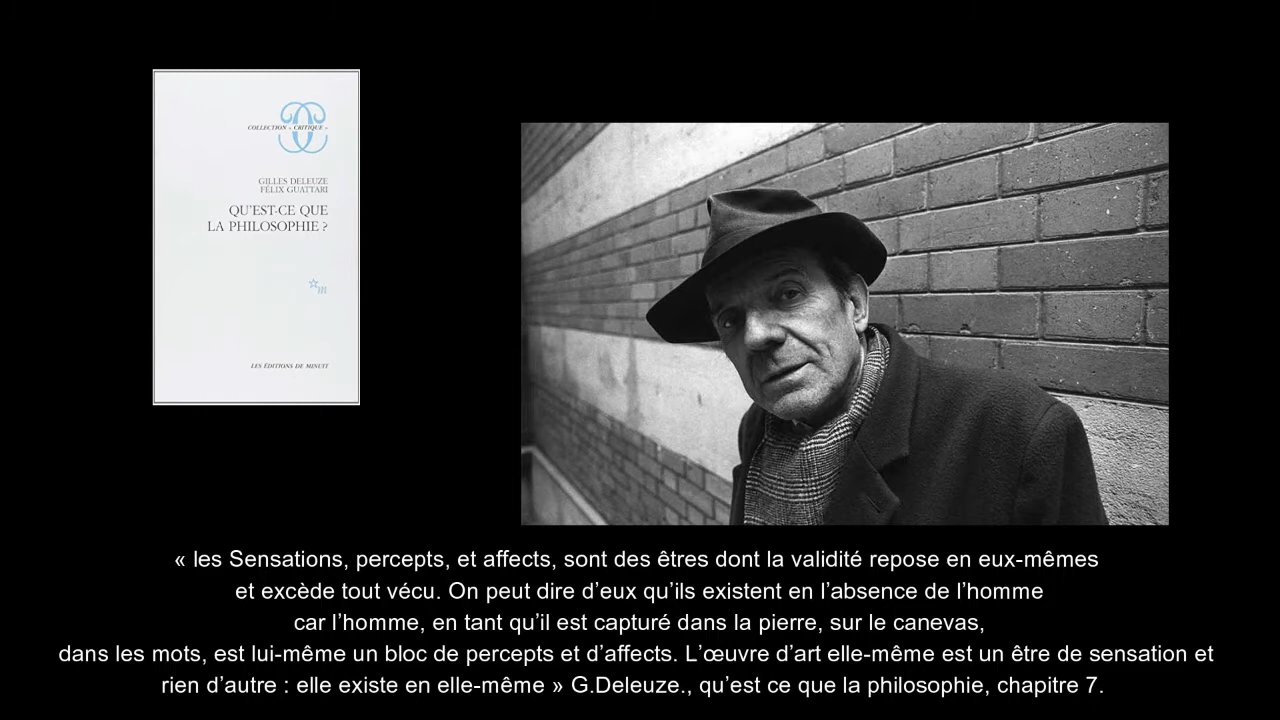 COLLECTION « CRITIQUE »
GILLES DELEUZE
FÉLIX GUATTARI
QU'EST-CE QUE
LA PHILOSOPHIE ?
m
LES ÉDITIONS DE MINUIT
« les Sensations, percepts, et affects, sont des êtres dont la validité repose en eux-mêmes
et excède tout vécu. On peut dire d’eux qu’ils existent en l’absence de l’homme
car l’homme, en tant qu’il est capturé dans la pierre, sur le canevas,
dans les mots, est lui-même un bloc de percepts et d’affects. L’œuvre d’art elle-même est un être de sensation et
rien d’autre : elle existe en elle-même » G.Deleuze., qu’est ce que la philosophie, chapitre 7.